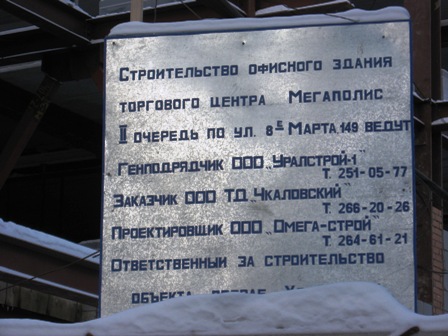 Строительство офисного здания
торгового центра Мегаполис
II очередь по ул. 8е Марта, 149 ведут
Генподрядчик ООО „Уралстрой-1"
т. 251-05-77
Заказчик ООО ТД „Чкаловский"
т. 266-20-26
Проектировщик ООО „Омега-строй"
т. 264-61-21
Ответственный за строительство
объекта